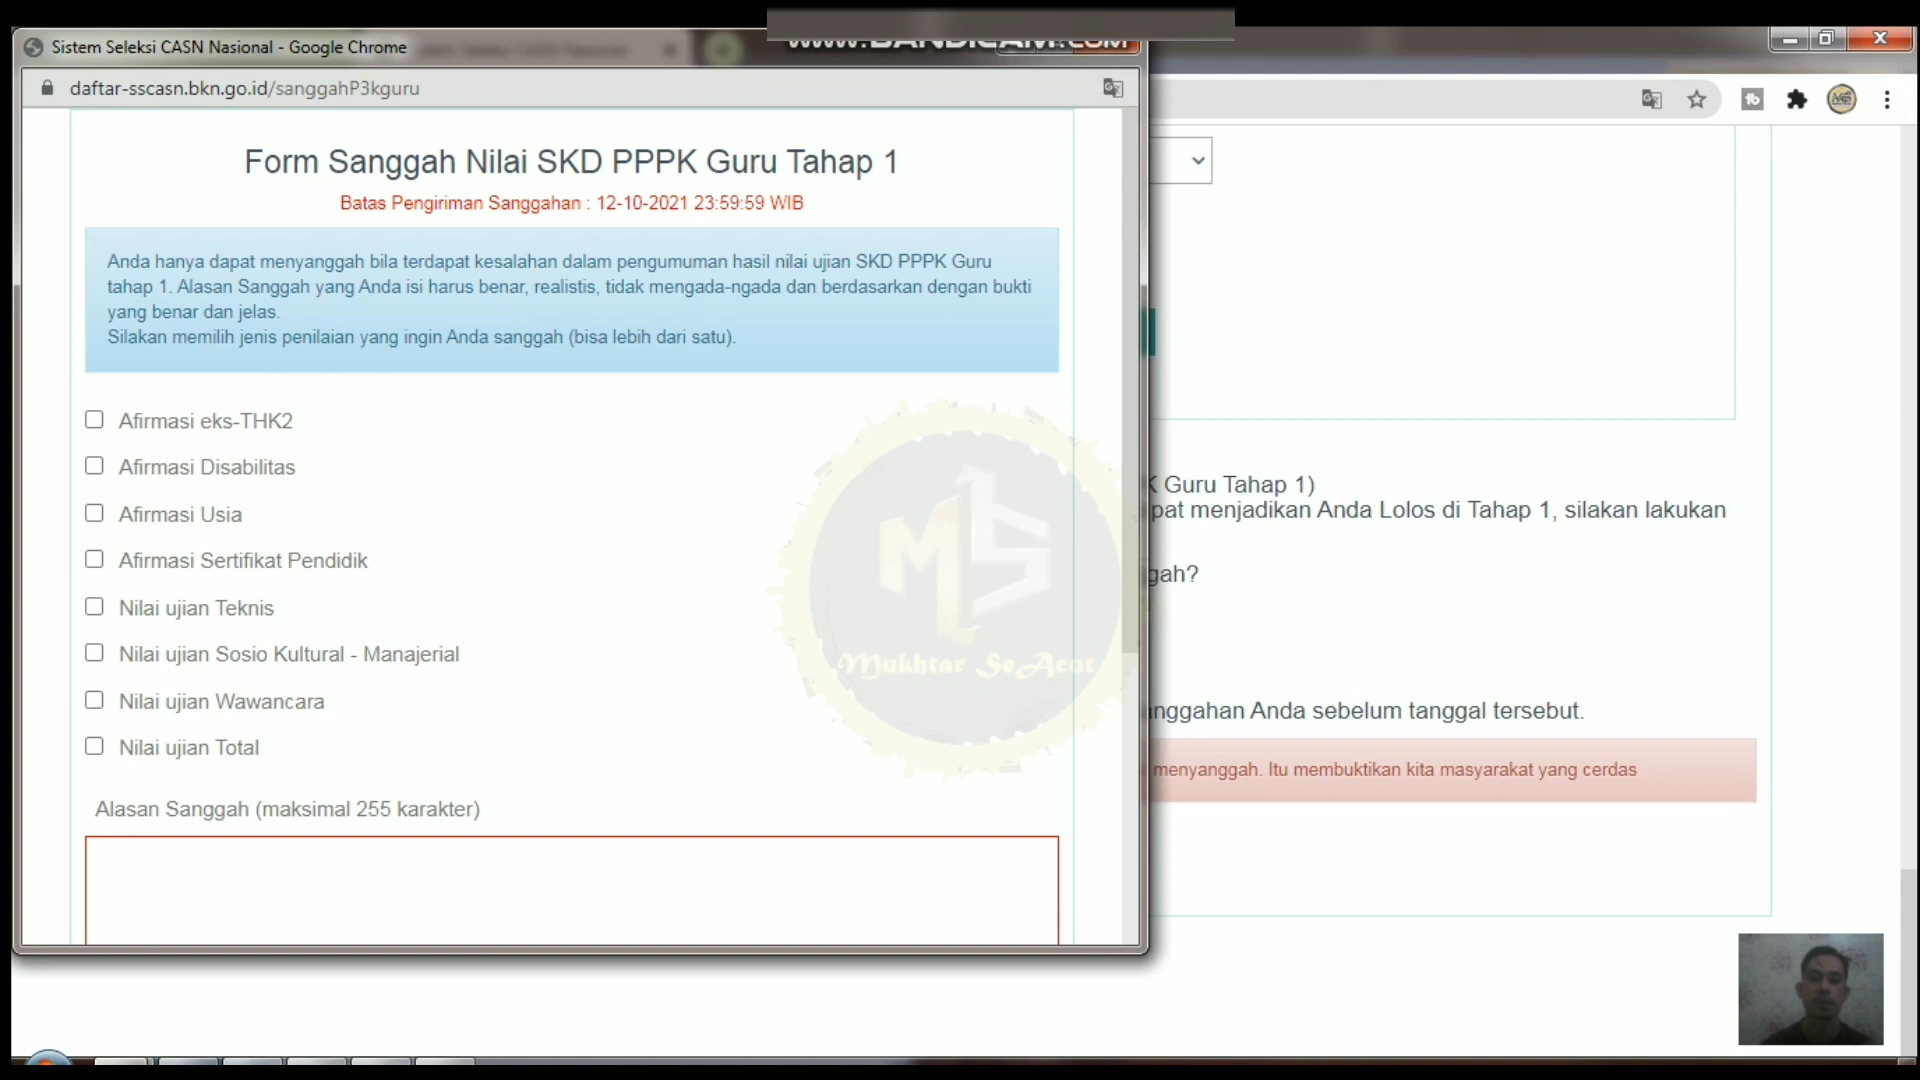 Sistem Seleksi CASN Nasional - Google Chrome
www.BANDICAM.com
daftar-sscasn.bkn.go.id/sanggahP3kguru
Form Sanggah Nilai SKD PPPK Guru Tahap 1
Batas Pengiriman Sanggahan : 12-10-2021 23:59:59 WIB
Anda hanya dapat menyanggah bila terdapat kesalahan dalam pengumuman hasil nilai ujian SKD PPPK Guru
tahap 1. Alasan Sanggah yang Anda isi harus benar, realistis, tidak mengada-ngada dan berdasarkan dengan bukti
yang benar dan jelas.
Silakan memilih jenis penilaian yang ingin Anda sanggah (bisa lebih dari satu).
Afirmasi eks-THK2
Afirmasi Disabilitas
Afirmasi Usia
Afirmasi Sertifikat Pendidik
Nilai ujian Teknis
Nilai ujian Sosio Kultural - Manajerial
Nilai ujian Wawancara
Nilai ujian Total
Alasan Sanggah (maksimal 255 karakter)
MS
Mukhtar SeAcut
K Guru Tahap 1)
pat menjadikan Anda Lolos di Tahap 1, silakan lakukan
gah?
nggahan Anda sebelum tanggal tersebut.
menyanggah. Itu membuktikan kita masyarakat yang cerdas